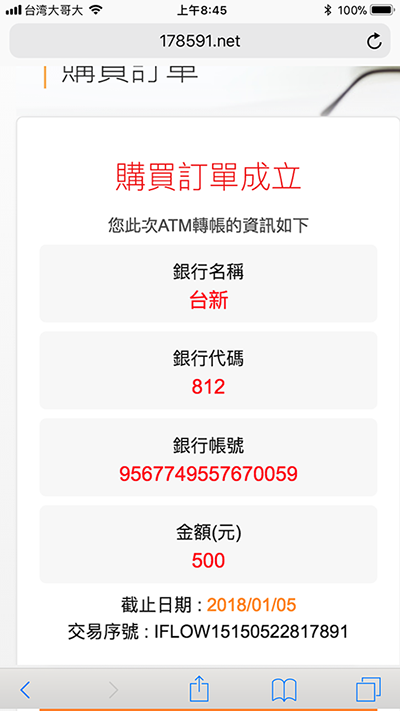 台湾大哥大 上午8:45 100%
178591.net
購買訂單
購買訂單成立
您此次ATM轉帳的資訊如下
銀行名稱
台新
銀行代碼
812
銀行帳號
9567749557670059
金額(元)
500
截止日期 : 2018/01/05
交易序號 : IFLOW15150522817891